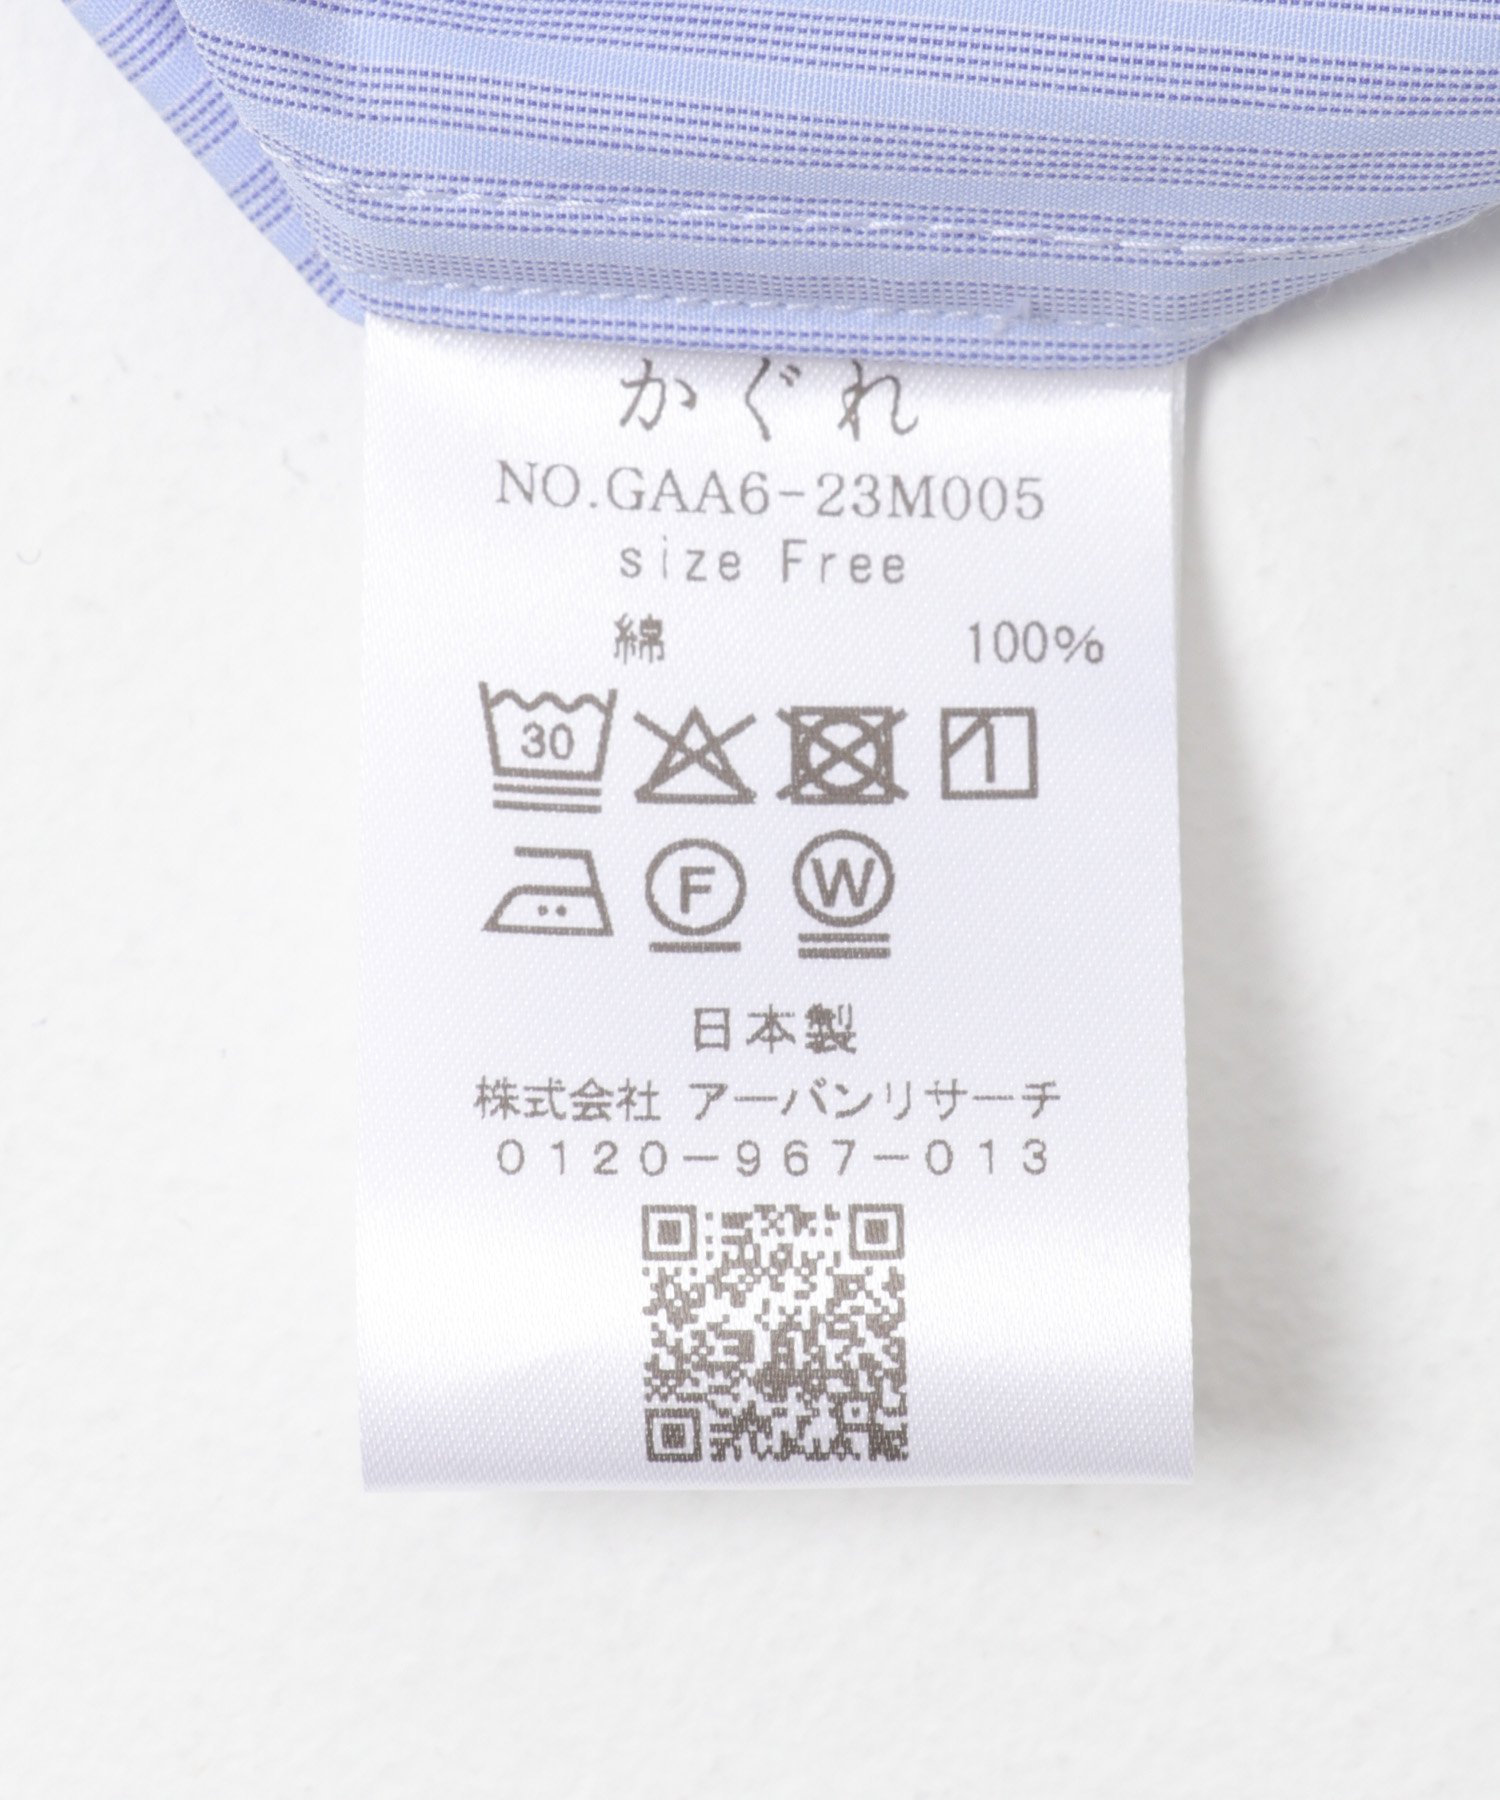 かぐれ
NO.GAA6-23M005
size Free
綿 100%
30
1
F W
日本製
株式会社 アーバンリサーチ
0120-967-013